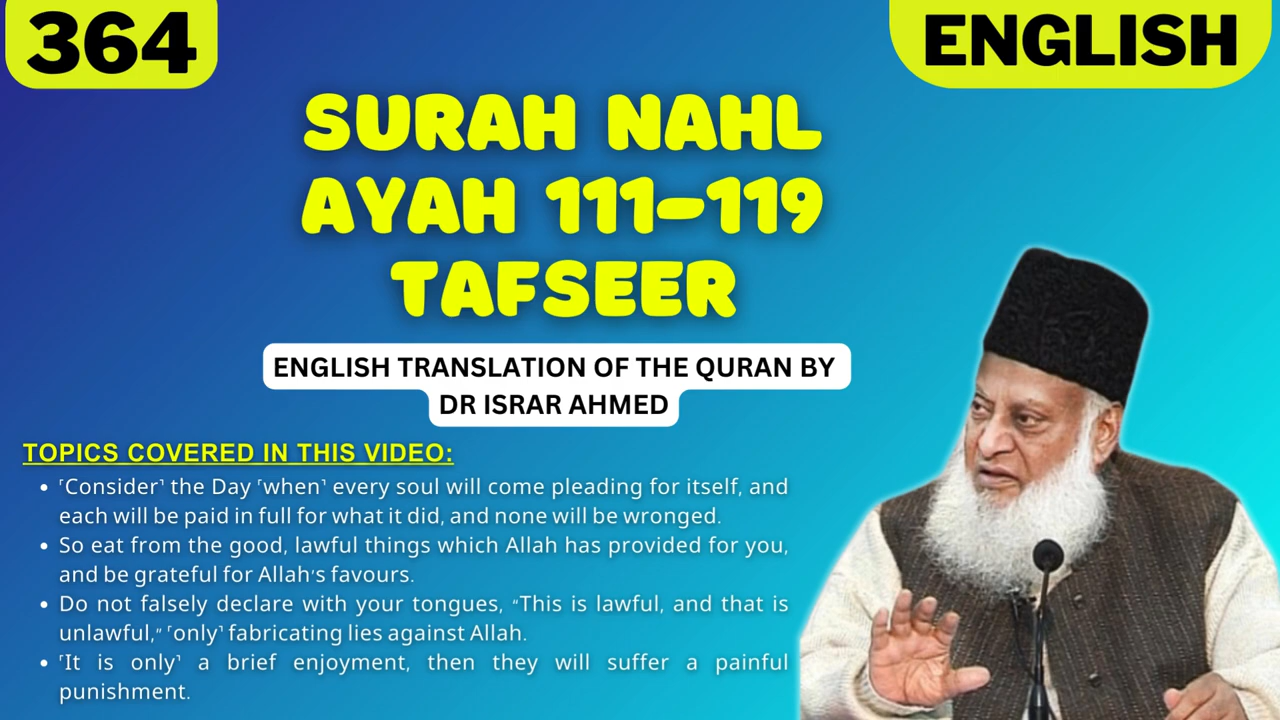 364
ENGLISH
SURAH NAHL
AYAH 111-119
TAFSEER
ENGLISH TRANSLATION OF THE QURAN BY
DR ISRAR AHMED
TOPICS COVERED IN THIS VIDEO:
• ˹Consider˺ the Day ˹when˺ every soul will come pleading for itself, and
each will be paid in full for what it did, and none will be wronged.
• So eat from the good, lawful things which Allah has provided for you,
and be grateful for Allah's favours.
• Do not falsely declare with your tongues, “This is lawful, and that is
unlawful,” ˹only˺ fabricating lies against Allah.
• ˹It is only˺ a brief enjoyment, then they will suffer a painful
punishment.